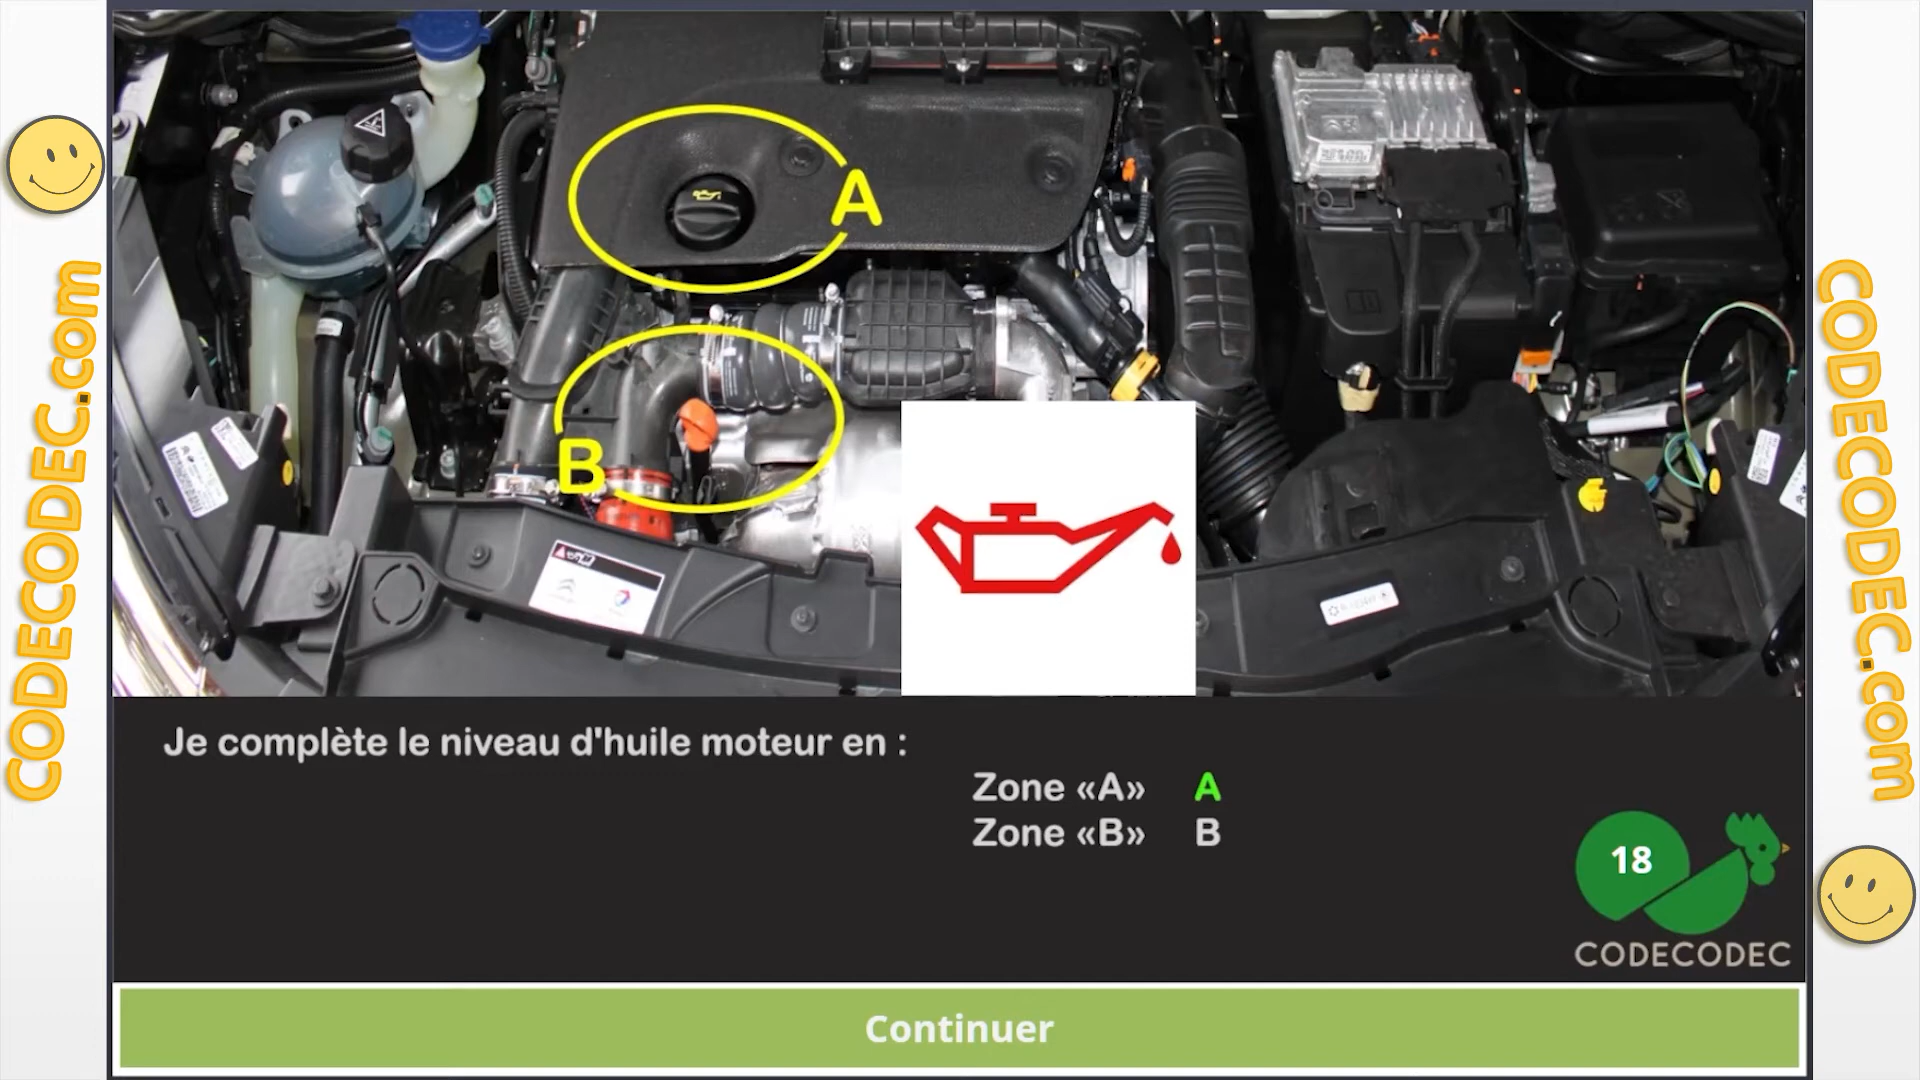 CODECODEC.com
A
B
Je complète le niveau d'huile moteur en :
Zone «A» A
Zone «B» B
18
CODECODEC
Continuer
CODECODEC.com